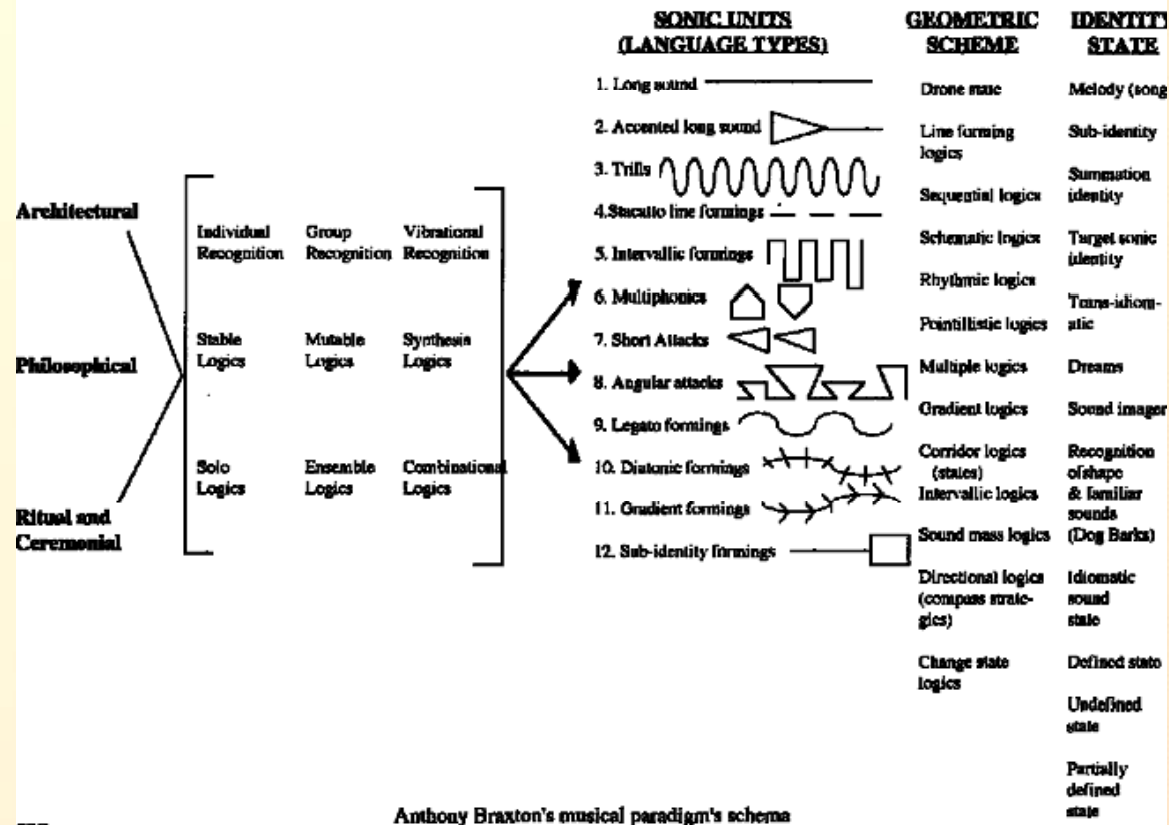 SONIC UNITS
(LANGUAGE TYPES)
GEOMETRIC
SCHEME
IDENTITY
STATE
Architectural
Philosophical
Ritual and
Ceremonial
Individual
Recognition
Group
Recognition
Vibrational
Recognition
Stable
Logics
Mutable
Logics
Synthesis
Logics
Solo
Logics
Ensemble
Logics
Combinational
Logics
1. Long sound
2. Accented long sound
3. Trills
4.Staccato line formings
5. Intervallic formings
6. Multiphonics
7. Short Attacks
8. Angular attacks
9. Legato formings
10. Diatonic formings
11. Gradient formings
12. Sub-identity formings
Drone state
Line forming
logics
Sequential logics
Schematic logics
Rhythmic logics
Pointillistic logics
Multiple logics
Gradient logics
Corridor logics
(states)
Intervallic logics
Sound mass logics
Directional logics
(compass strate-
gies)
Change state
logics
Melody (song
Sub-identity
Summation
identity
Target sonic
identity
Trans-idiom-
atic
Dreams
Sound imager
Recognition
of shape
& familiar
sounds
(Dog Barks)
Idiomatic
sound
state
Defined state
Undefined
state
Partially
defined
state
Anthony Braxton's musical paradigm's schema